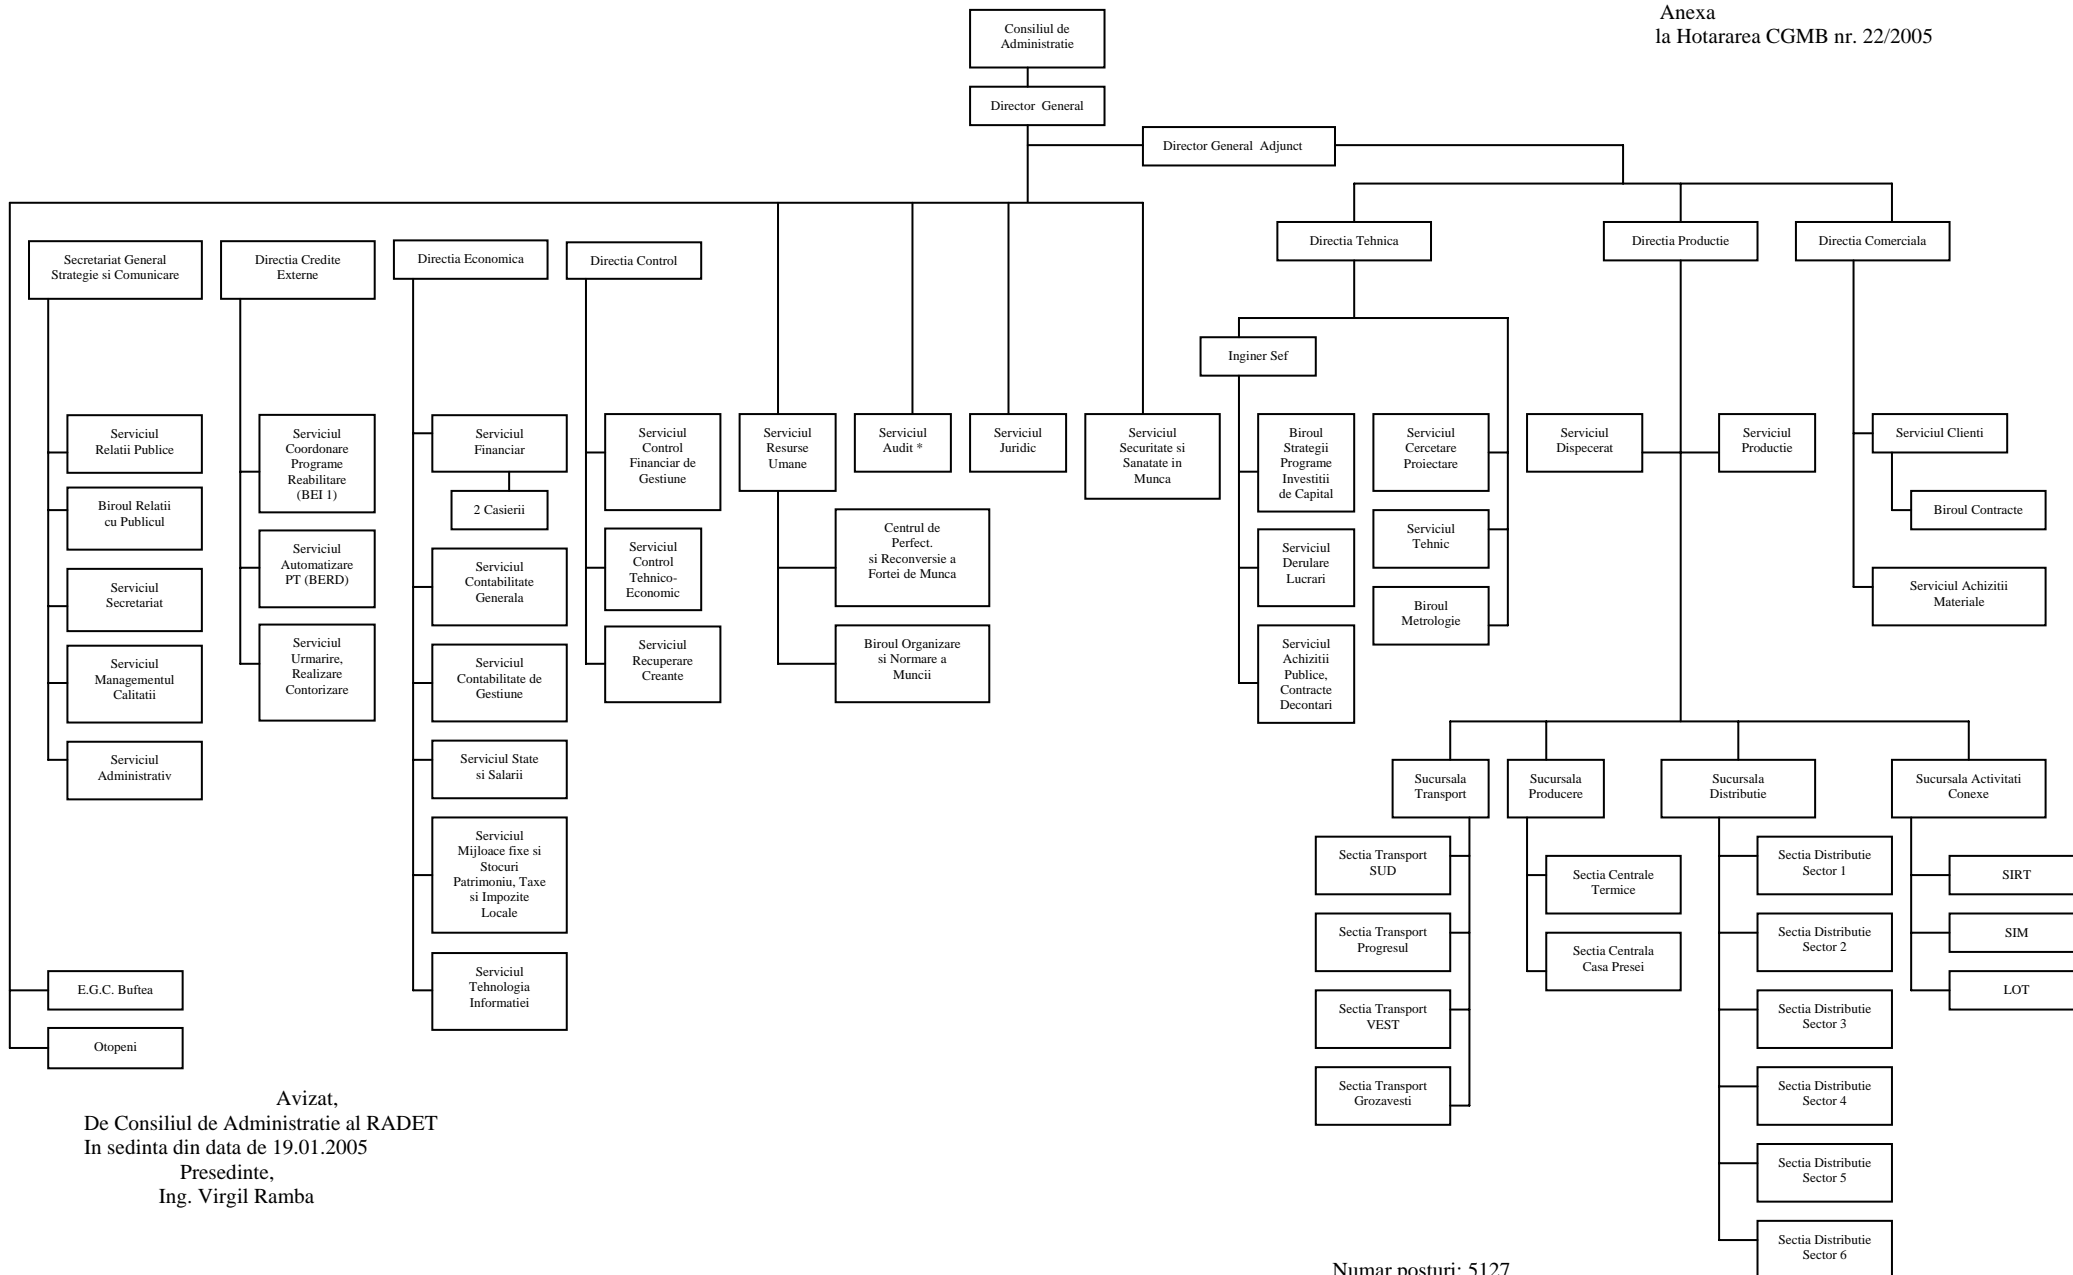 Anexa
la Hotararea CGMB nr. 22/2005
Consiliul de
Administratie
Director General
Director General Adjunct
Secretariat General
Strategie si Comunicare
Serviciul
Relatii Publice
Biroul Relatii
cu Publicul
Serviciul
Secretariat
Serviciul
Managementul
Calitatii
Serviciul
Administrativ
Directia Credite
Externe
Serviciul
Coordonare
Programe
Reabilitare
(BEI 1)
Serviciul
Automatizare
PT (BERD)
Serviciul
Urmarire,
Realizare
Contorizare
Directia Economica
Serviciul
Financiar
2 Casierii
Serviciul
Contabilitate
Generala
Serviciul
Contabilitate de
Gestiune
Serviciul State
si Salarii
Serviciul
Mijloace fixe si
Stocuri
Patrimoniu, Taxe
si Impozite
Locale
Serviciul
Tehnologia
Informatiei
Directia Control
Serviciul
Control
Financiar de
Gestiune
Serviciul
Control
Tehnico-
Economic
Serviciul
Recuperare
Creante
Serviciul
Resurse
Umane
Centrul de
Perfect.
si Reconversie a
Fortei de Munca
Biroul Organizare
si Normare a
Muncii
Serviciul
Audit *
Serviciul
Juridic
Serviciul
Securitate si
Sanatate in
Munca
Directia Tehnica
Inginer Sef
Biroul
Strategii
Programe
Investitii
de Capital
Serviciul
Derulare
Lucrari
Serviciul
Achizitii
Publice,
Contracte
Decontari
Serviciul
Cercetare
Proiectare
Serviciul
Tehnic
Biroul
Metrologie
Directia Productie
Serviciul
Dispecerat
Serviciul
Productie
Directia Comerciala
Serviciul Clienti
Biroul Contracte
Serviciul Achizitii
Materiale
Sucursala
Transport
Sectia Transport
SUD
Sectia Transport
Progresul
Sectia Transport
VEST
Sectia Transport
Grozavesti
Sucursala
Producere
Sectia Centrale
Termice
Sectia Centrala
Casa Presei
Sucursala
Distributie
Sectia Distributie
Sector 1
Sectia Distributie
Sector 2
Sectia Distributie
Sector 3
Sectia Distributie
Sector 4
Sectia Distributie
Sector 5
Sectia Distributie
Sector 6
Sucursala Activitati
Conexe
SIRT
SIM
LOT
E.G.C. Buftea
Otopeni
Avizat,
De Consiliul de Administratie al RADET
In sedinta din data de 19.01.2005
Presedinte,
Ing. Virgil Ramba
Numar posturi: 5127